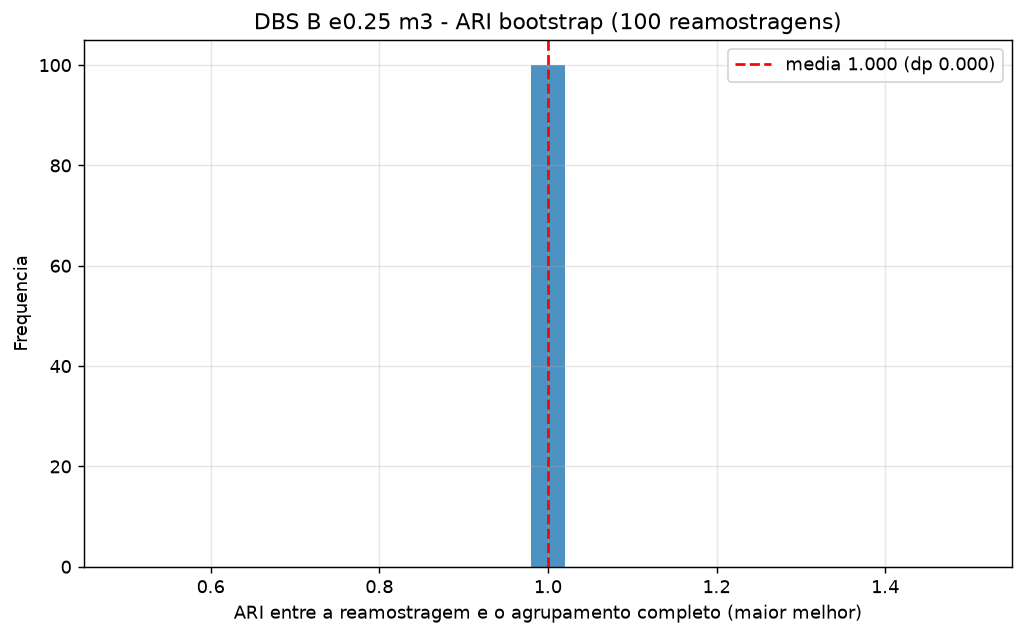 DBS B e0.25 m3 - ARI bootstrap (100 reamostragens)
media 1.000 (dp 0.000)
100
80
60
40
20
0
Frequencia
0.6 0.8 1.0 1.2 1.4
ARI entre a reamostragem e o agrupamento completo (maior melhor)